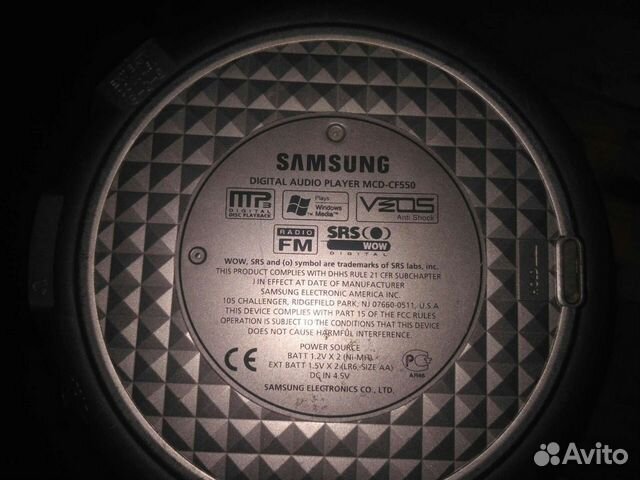 SAMSUNG
DIGITAL AUDIO PLAYER MCD-CF550
MP3 DIGITAL DISC PLAYBACK
Plays Windows Media™
VEOS Anti Shock
RADIO FM
SRS(O) WOW DIGITAL
WOW, SRS and (o) symbol are trademarks of SRS labs, inc.
THIS PRODUCT COMPLIES WITH DHHS RULE 21 CFR SUBCHAPTER
J IN EFFECT AT DATE OF MANUFACTURER
SAMSUNG ELECTRONIC AMERICA INC.
105 CHALLENGER, RIDGEFIELD PARK, NJ 07660-0511, U.S.A
THIS DEVICE COMPLIES WITH PART 15 OF THE FCC RULES
OPERATION IS SUBJECT TO THE CONDITIONS THAT THIS DEVICE
DOES NOT CAUSE HARMFUL INTERFERENCE.
POWER SOURCE
BATT 1.2V X 2 (Ni-MH)
EXT BATT 1.5V X 2 (LR6, SIZE AA)
DC IN 4.5V
CE
АЯ46
SAMSUNG ELECTRONICS CO., LTD.
HOLD
Avito